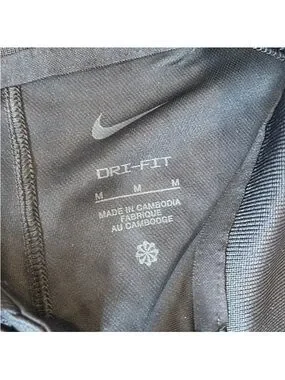 DRI-FIT
M M M
MADE IN CAMBODIA
FABRIQUE
AU CAMBODGE